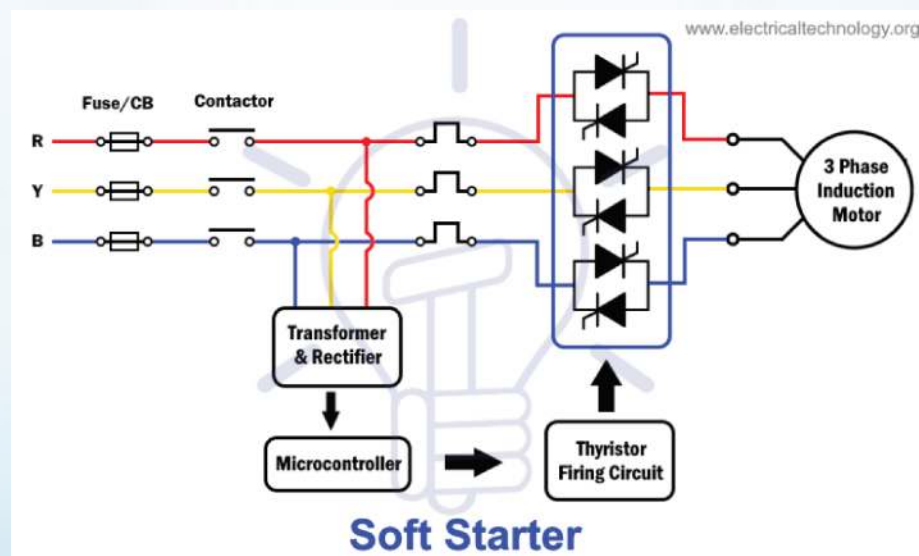 www.electricaltechnology.org
Fuse/CB
Contactor
R
Y
B
3 Phase
Induction
Motor
Transformer
& Rectifier
Microcontroller
Thyristor
Firing Circuit
Soft Starter